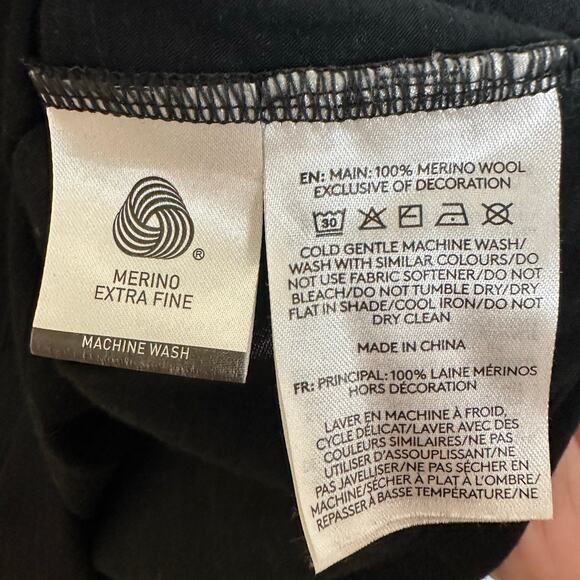 ®
MERINO
EXTRA FINE
MACHINE WASH
EN: MAIN: 100% MERINO WOOL
EXCLUSIVE OF DECORATION
30
COLD GENTLE MACHINE WASH/
WASH WITH SIMILAR COLOURS/DO
NOT USE FABRIC SOFTENER/DO NOT
BLEACH/DO NOT TUMBLE DRY/DRY
FLAT IN SHADE/COOL IRON/DO NOT
DRY CLEAN
MADE IN CHINA
FR: PRINCIPAL: 100% LAINE MÉRINOS
HORS DÉCORATION
LAVER EN MACHINE À FROID,
CYCLE DÉLICAT/LAVER AVEC DES
COULEURS SIMILAIRES/NE PAS
UTILISER D'ASSOUPLISSANT/NE
PAS JAVELLISER/NE PAS SÉCHER EN
MACHINE/SÉCHER À PLAT À L'OMBRE/
REPASSER À BASSE TEMPÉRATURE/NE